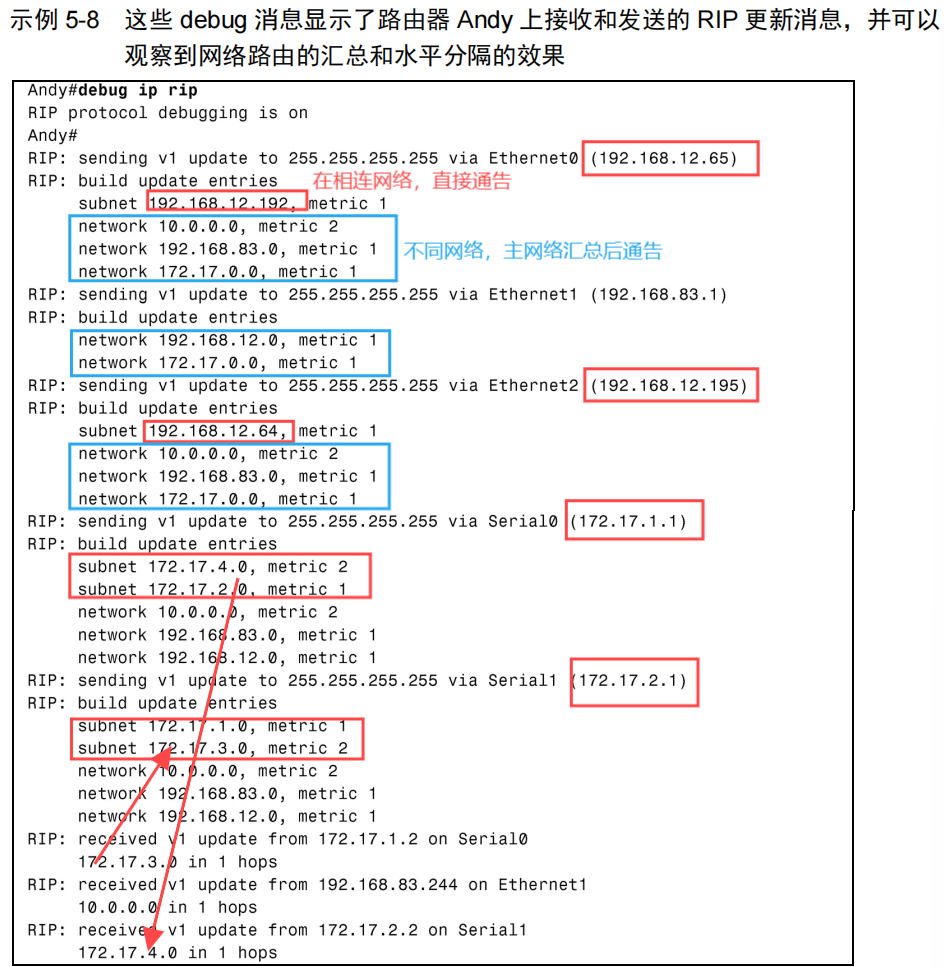 示例 5-8 这些 debug 消息显示了路由器 Andy 上接收和发送的 RIP 更新消息，并可以
观察到网络路由的汇总和水平分隔的效果
Andy#debug ip rip
RIP protocol debugging is on
Andy#
RIP: sending v1 update to 255.255.255.255 via Ethernet0 (192.168.12.65)
RIP: build update entries 在相连网络，直接通告
subnet 192.168.12.192, metric 1
network 10.0.0.0, metric 2
network 192.168.83.0, metric 1 不同网络，主网络汇总后通告
network 172.17.0.0, metric 1
RIP: sending v1 update to 255.255.255.255 via Ethernet1 (192.168.83.1)
RIP: build update entries
network 192.168.12.0, metric 1
network 172.17.0.0, metric 1
RIP: sending v1 update to 255.255.255.255 via Ethernet2 (192.168.12.195)
RIP: build update entries
subnet 192.168.12.64, metric 1
network 10.0.0.0, metric 2
network 192.168.83.0, metric 1
network 172.17.0.0, metric 1
RIP: sending v1 update to 255.255.255.255 via Serial0 (172.17.1.1)
RIP: build update entries
subnet 172.17.4.0, metric 2
subnet 172.17.2.0, metric 1
network 10.0.0.0, metric 2
network 192.168.83.0, metric 1
network 192.168.12.0, metric 1
RIP: sending v1 update to 255.255.255.255 via Serial1 (172.17.2.1)
RIP: build update entries
subnet 172.17.1.0, metric 1
subnet 172.17.3.0, metric 2
network 10.0.0.0, metric 2
network 192.168.83.0, metric 1
network 192.168.12.0, metric 1
RIP: received v1 update from 172.17.1.2 on Serial0
172.17.3.0 in 1 hops
RIP: received v1 update from 192.168.83.244 on Ethernet1
10.0.0.0 in 1 hops
RIP: received v1 update from 172.17.2.2 on Serial1
172.17.4.0 in 1 hops